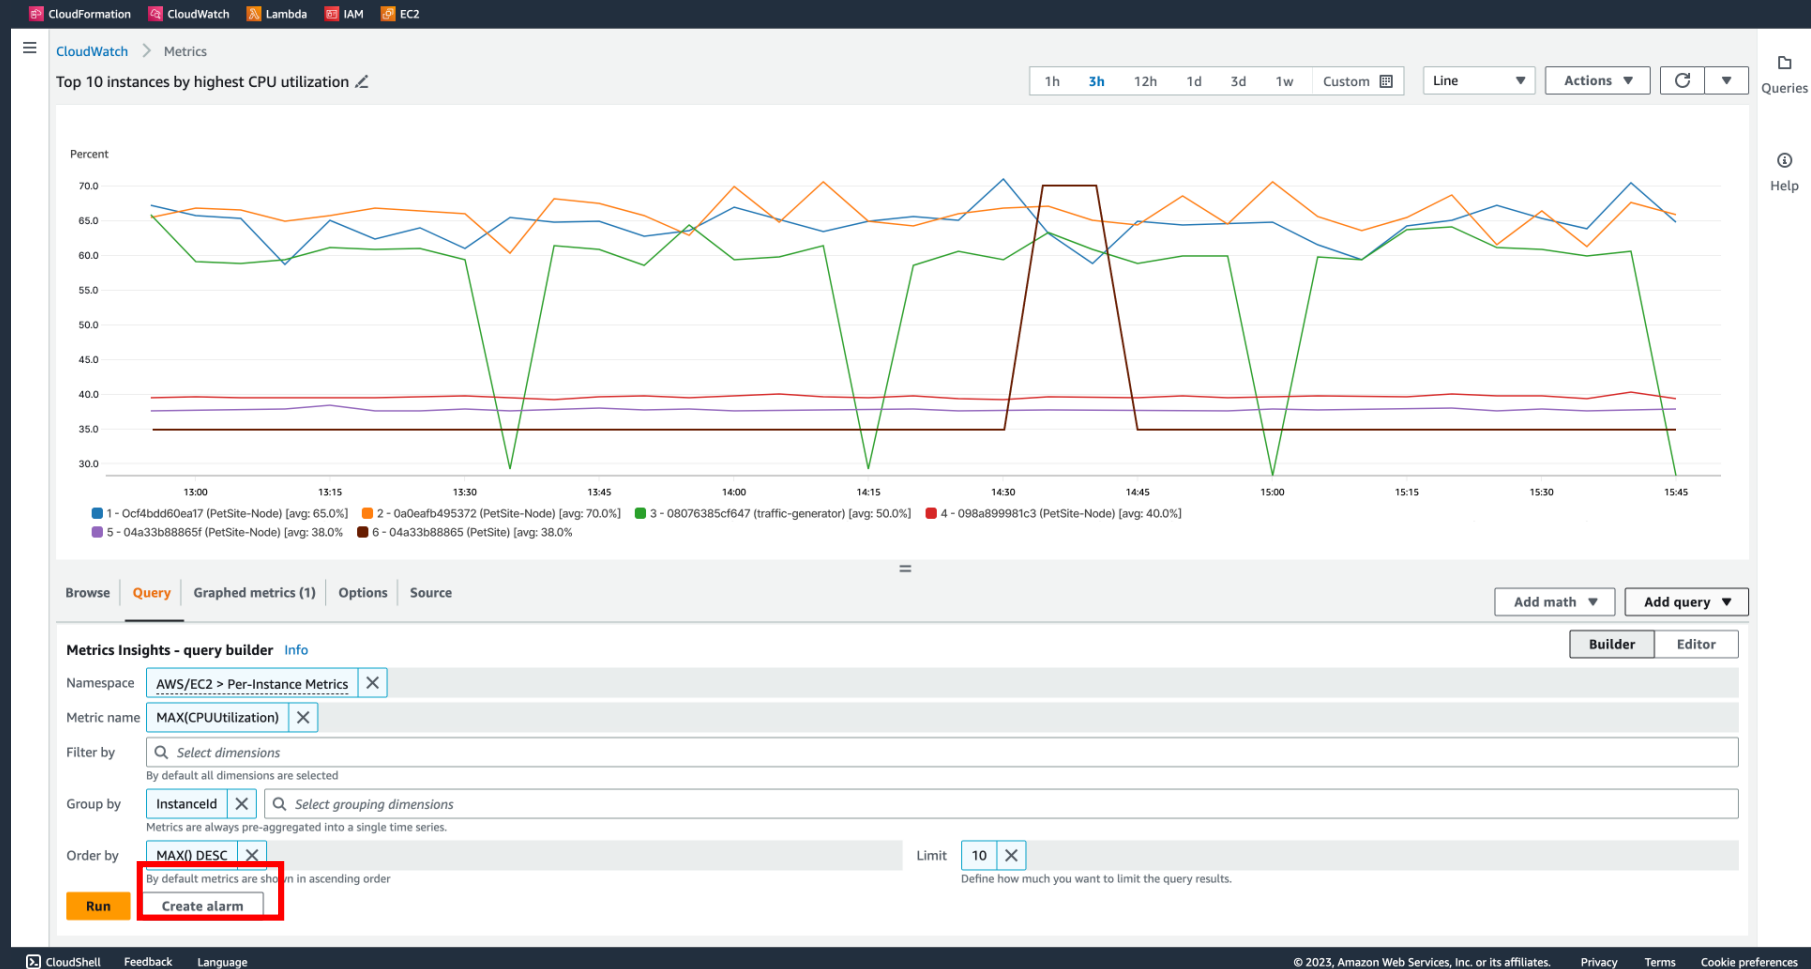 CloudFormation CloudWatch Lambda IAM EC2
CloudWatch > Metrics
Top 10 instances by highest CPU utilization
1h 3h 12h 1d 3d 1w Custom Line Actions
Queries
Help
Percent
70.0
65.0
60.0
55.0
50.0
45.0
40.0
35.0
30.0
13:00 13:15 13:30 13:45 14:00 14:15 14:30 14:45 15:00 15:15 15:30 15:45
1 - 0cf4bdd60ea17 (PetSite-Node) [avg: 65.0%] 2 - 0a0eafb495372 (PetSite-Node) [avg: 70.0%] 3 - 08076385cf647 (traffic-generator) [avg: 50.0%] 4 - 098a899981c3 (PetSite-Node) [avg: 40.0%]
5 - 04a33b88865f (PetSite-Node) [avg: 38.0% 6 - 04a33b88865 (PetSite) [avg: 38.0%
Browse Query Graphed metrics (1) Options Source
Add math Add query
Metrics Insights - query builder Info
Builder Editor
Namespace AWS/EC2 > Per-Instance Metrics
Metric name MAX(CPUUtilization)
Filter by Select dimensions
By default all dimensions are selected
Group by InstanceId Select grouping dimensions
Metrics are always pre-aggregated into a single time series.
Order by MAX() DESC Limit 10
By default metrics are shown in ascending order Define how much you want to limit the query results.
Run Create alarm
CloudShell Feedback Language © 2023, Amazon Web Services, Inc. or its affiliates. Privacy Terms Cookie preferences